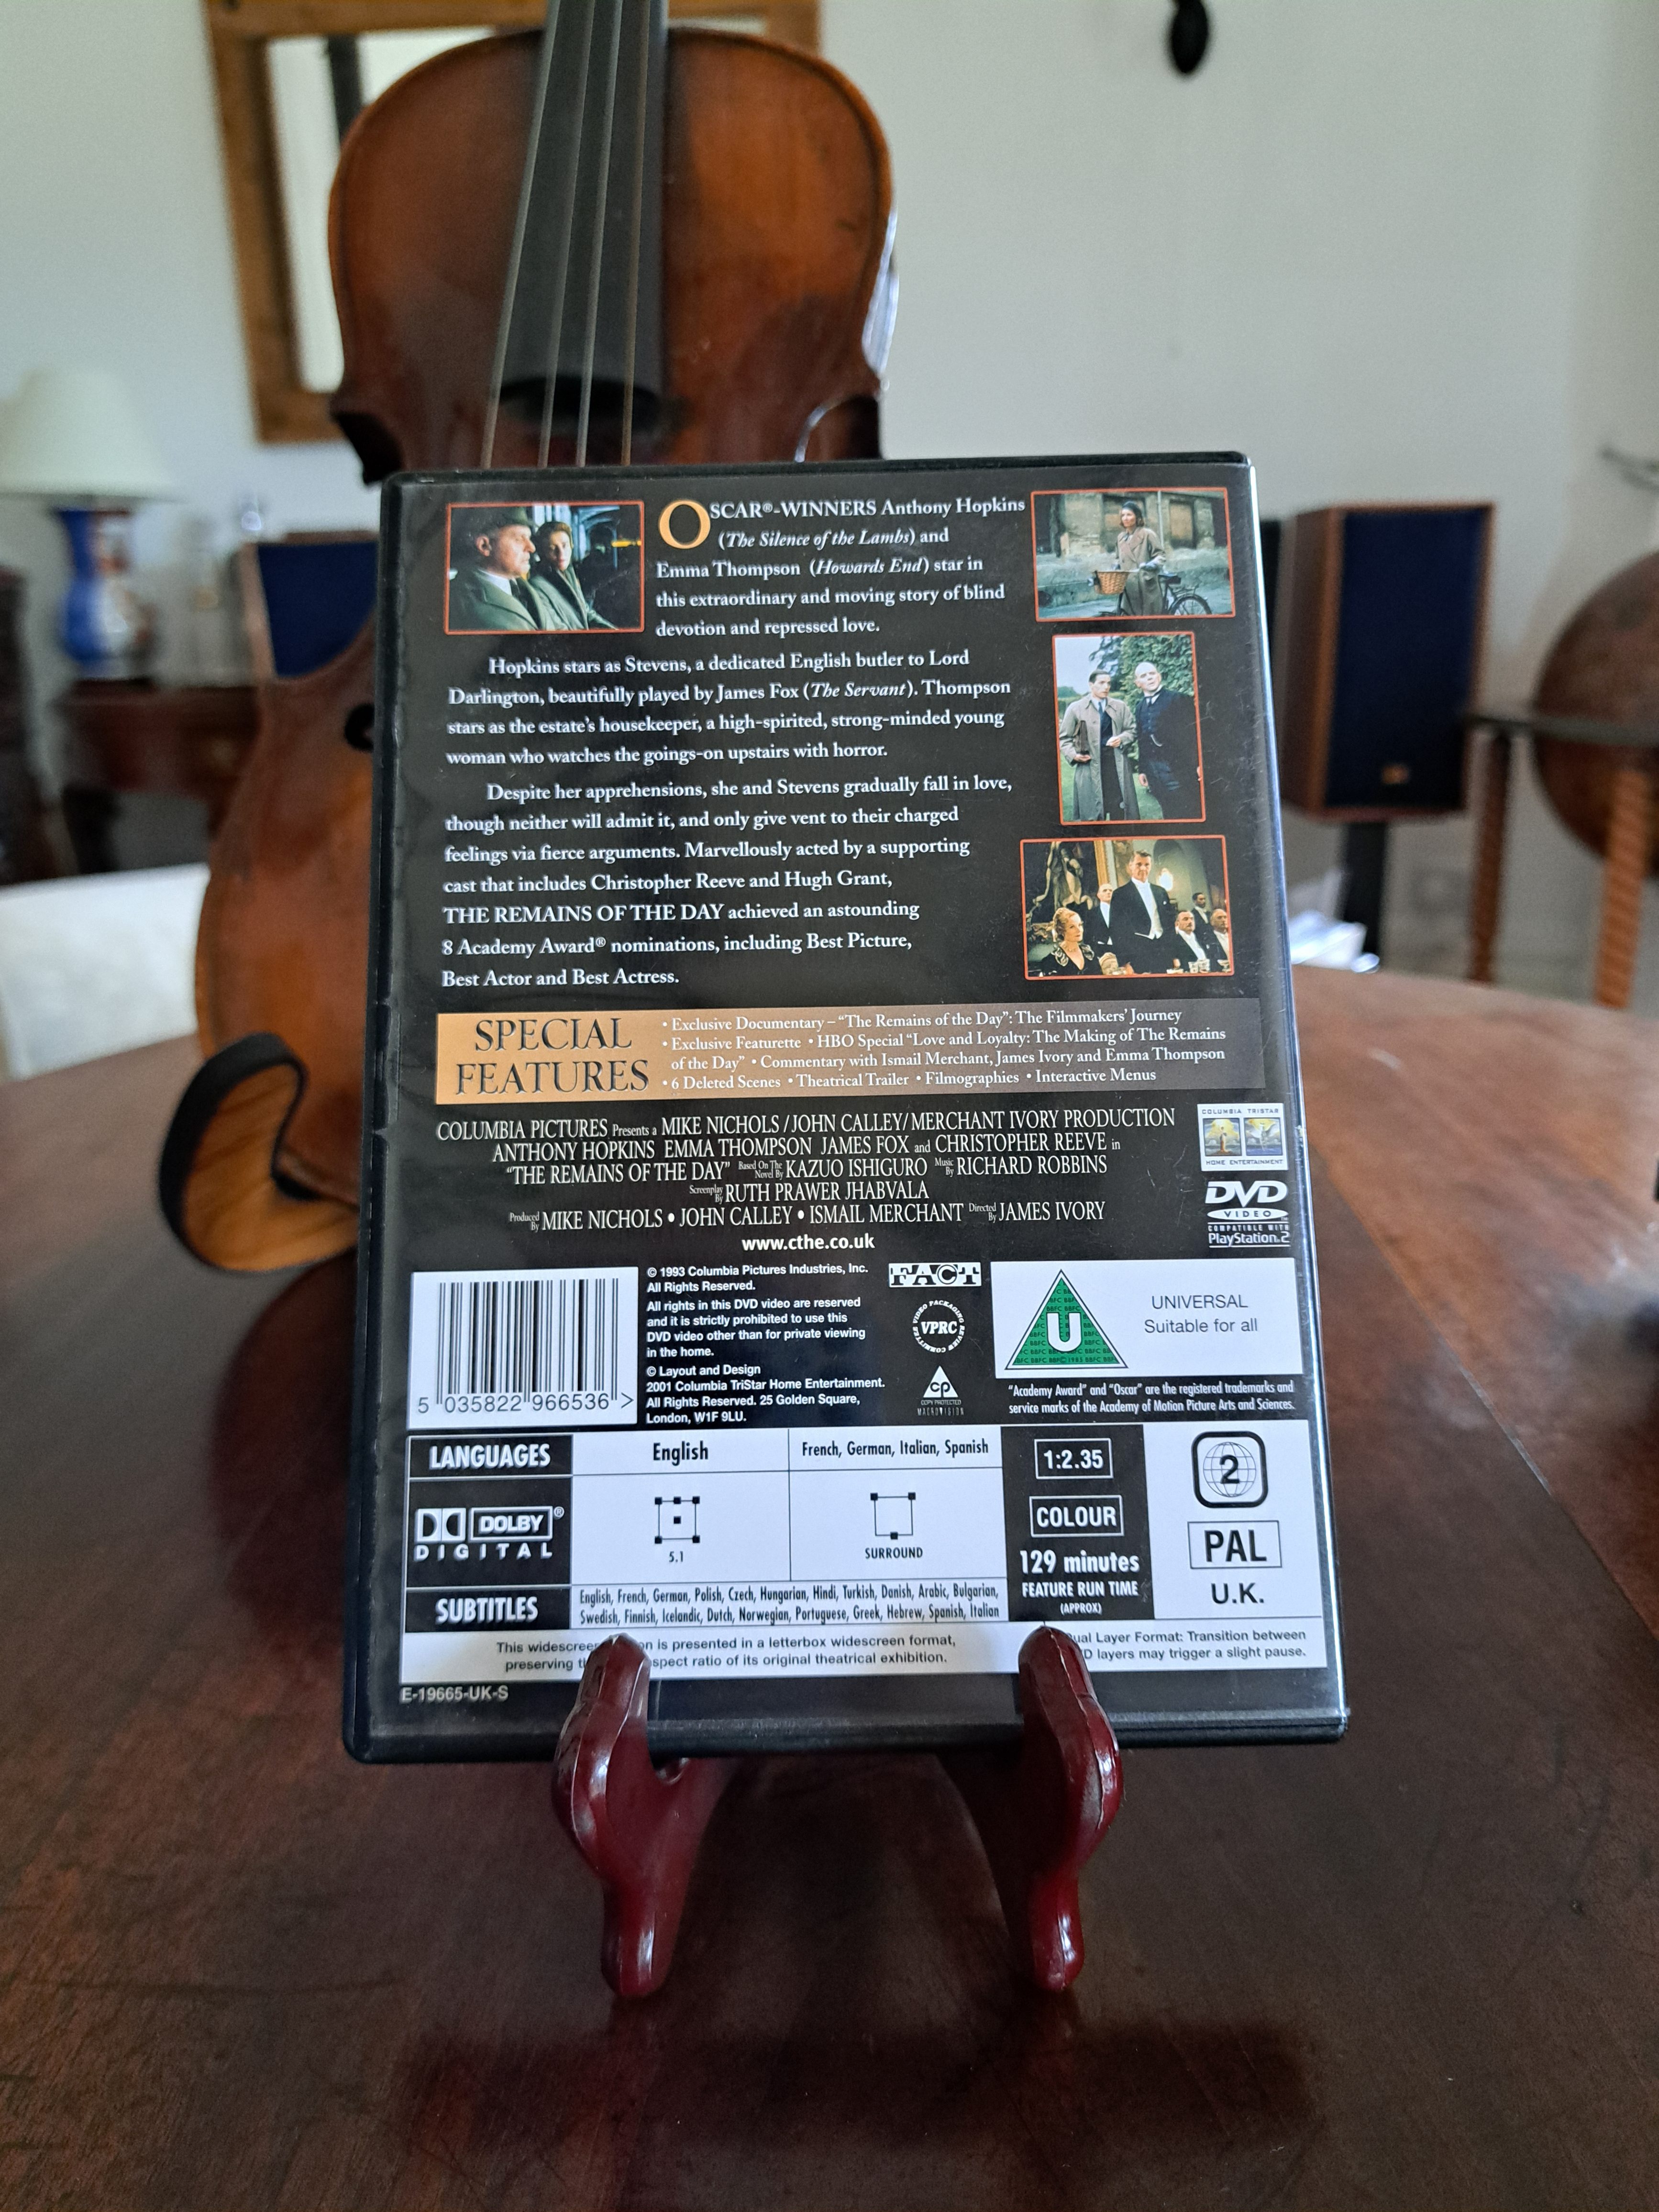 OSCAR®-WINNERS Anthony Hopkins
(The Silence of the Lambs) and
Emma Thompson (Howards End) star in
this extraordinary and moving story of blind
devotion and repressed love.
Hopkins stars as Stevens, a dedicated English butler to Lord
Darlington, beautifully played by James Fox (The Servant). Thompson
stars as the estate's housekeeper, a high-spirited, strong-minded young
woman who watches the goings-on upstairs with horror.
Despite her apprehensions, she and Stevens gradually fall in love,
though neither will admit it, and only give vent to their charged
feelings via fierce arguments. Marvellously acted by a supporting
cast that includes Christopher Reeve and Hugh Grant,
THE REMAINS OF THE DAY achieved an astounding
8 Academy Award® nominations, including Best Picture,
Best Actor and Best Actress.
SPECIAL
FEATURES
• Exclusive Documentary – "The Remains of the Day": The Filmmakers' Journey
• Exclusive Featurette • HBO Special "Love and Loyalty: The Making of The Remains
of the Day" • Commentary with Ismail Merchant, James Ivory and Emma Thompson
• 6 Deleted Scenes • Theatrical Trailer • Filmographies • Interactive Menus
COLUMBIA PICTURES Presents a MIKE NICHOLS/JOHN CALLEY/MERCHANT IVORY PRODUCTION
ANTHONY HOPKINS EMMA THOMPSON JAMES FOX and CHRISTOPHER REEVE in
"THE REMAINS OF THE DAY" Based On The Novel By KAZUO ISHIGURO Music By RICHARD ROBBINS
Screenplay By RUTH PRAWER JHABVALA
Produced By MIKE NICHOLS • JOHN CALLEY • ISMAIL MERCHANT Directed By JAMES IVORY
www.cthe.co.uk
COLUMBIA TRISTAR
HOME ENTERTAINMENT
DVD
VIDEO
COMPATIBLE WITH
PlayStation.2
5 035822 966536 >
© 1993 Columbia Pictures Industries, Inc.
All Rights Reserved.
All rights in this DVD video are reserved
and it is strictly prohibited to use this
DVD video other than for private viewing
in the home.
© Layout and Design
2001 Columbia TriStar Home Entertainment.
All Rights Reserved. 25 Golden Square,
London, W1F 9LU.
FACT
VIDEO PACKAGING REVIEW COMMITTEE
VPRC
CP
COPY PROTECTED
MACROVISION
U
UNIVERSAL
Suitable for all
"Academy Award" and "Oscar" are the registered trademarks and
service marks of the Academy of Motion Picture Arts and Sciences.
LANGUAGES
English
French, German, Italian, Spanish
DOLBY®
DIGITAL
5.1
SURROUND
SUBTITLES
English, French, German, Polish, Czech, Hungarian, Hindi, Turkish, Danish, Arabic, Bulgarian,
Swedish, Finnish, Icelandic, Dutch, Norwegian, Portuguese, Greek, Hebrew, Spanish, Italian
1:2.35
COLOUR
129 minutes
FEATURE RUN TIME
(APPROX)
2
PAL
U.K.
This widescreen is presented in a letterbox widescreen format,
preserving ratio of its original theatrical exhibition.
Layer Format: Transition between
layers may trigger a slight pause.
E-19665-UK-S